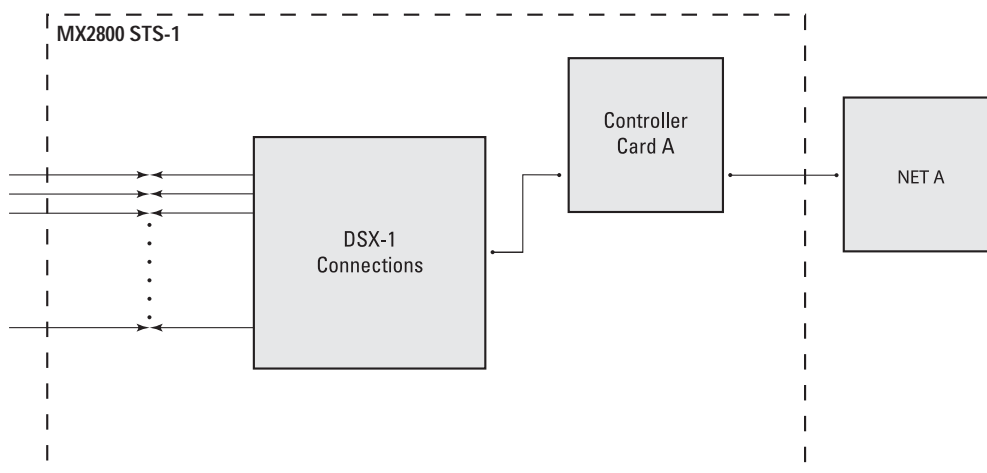 MX2800 STS-1
Controller
Card A
NET A
DSX-1
Connections